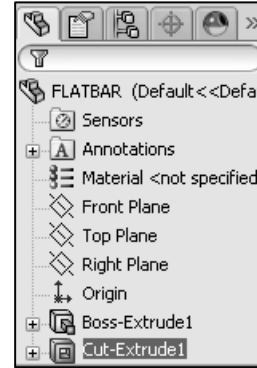 FLATBAR (Default<<Defa
Sensors
A Annotations
Material <not specified
Front Plane
Top Plane
Right Plane
Origin
Boss-Extrude1
Cut-Extrude1